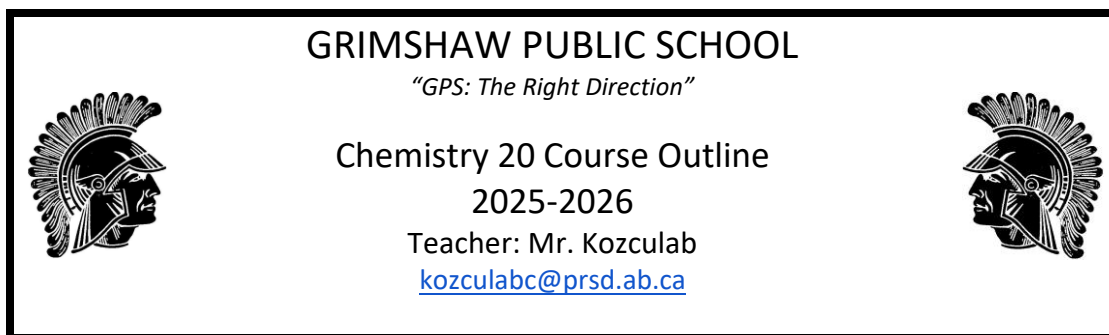 GRIMSHAW PUBLIC SCHOOL
“GPS: The Right Direction”
Chemistry 20 Course Outline
2025-2026
Teacher: Mr. Kozculab
kozculabc@prsd.ab.ca